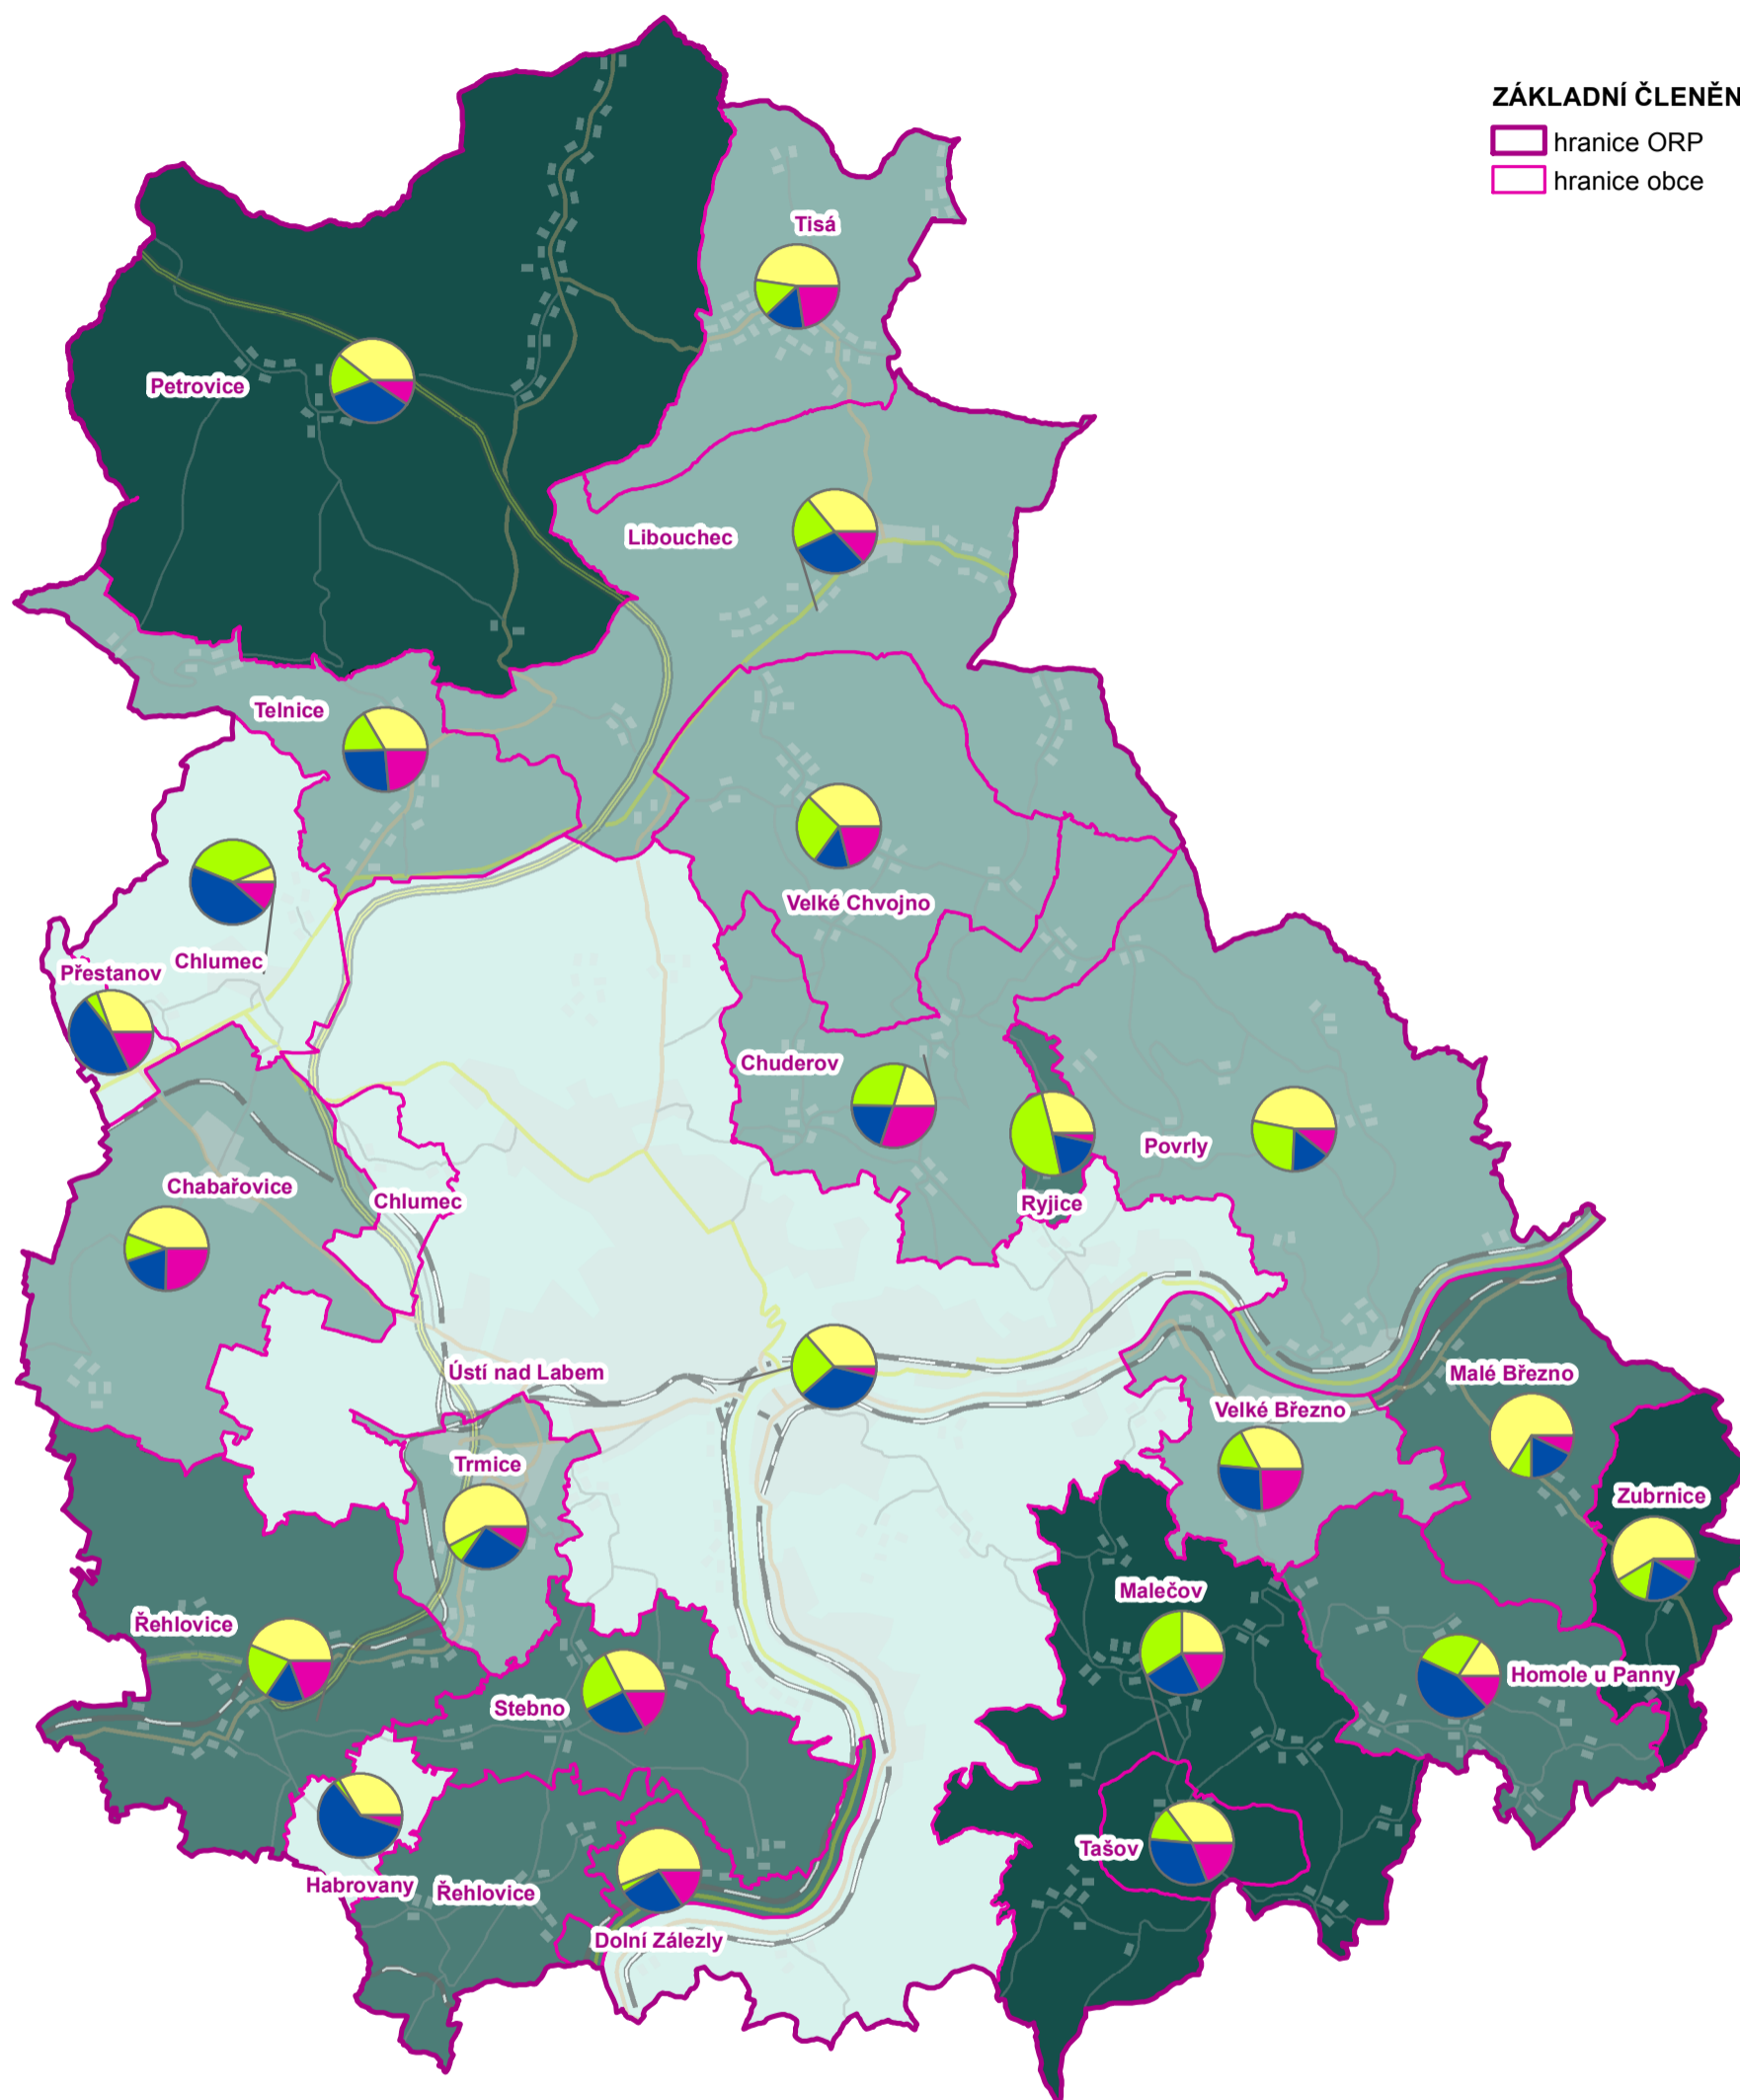 ZÁKLADNÍ ČLENĚN
hranice ORP
hranice obce
Tisá
Petrovice
Libouchec
Telnice
Velké Chvojno
Chlumec
Přestanov
Chuderov
Povrly
Chabařovice
Chlumec
Ryjice
Ústí nad Labem
Malé Březno
Velké Březno
Trmice
Zubrnice
Malečov
Řehlovice
Homole u Panny
Stebno
Tašov
Habrovany
Řehlovice
Dolní Zálezly